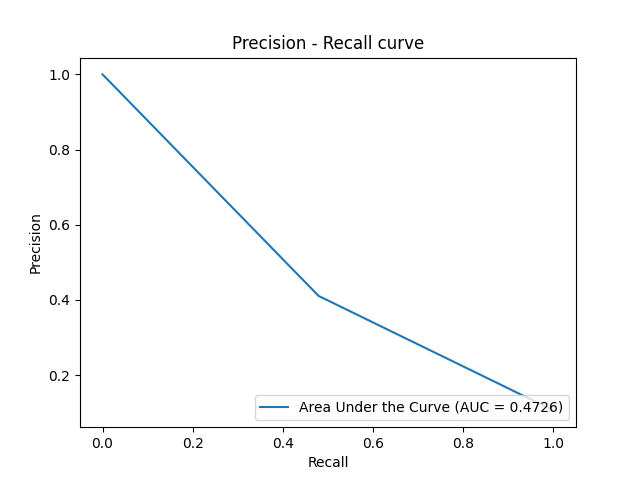 Precision - Recall curve
1.0
0.8
0.6
0.4
0.2
Precision
Area Under the Curve (AUC = 0.4726)
0.0 0.2 0.4 0.6 0.8 1.0
Recall